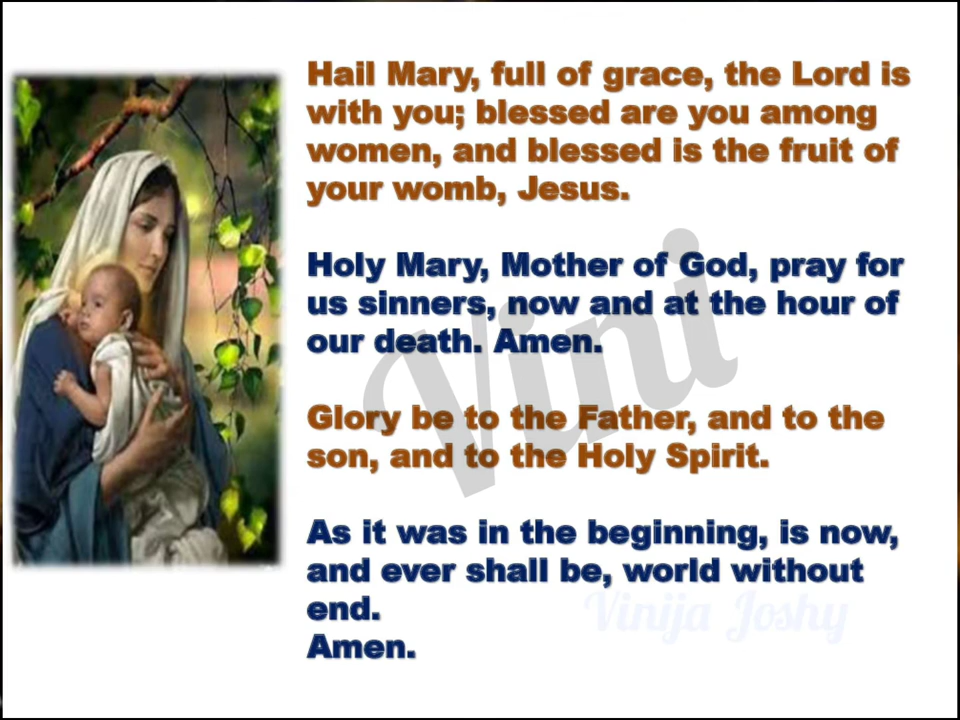 Hail Mary, full of grace, the Lord is
with you; blessed are you among
women, and blessed is the fruit of
your womb, Jesus.
Holy Mary, Mother of God, pray for
us sinners, now and at the hour of
our death. Amen.
Vini
Glory be to the Father, and to the
son, and to the Holy Spirit.
As it was in the beginning, is now,
and ever shall be, world without
end.
Vinija Joshy
Amen.